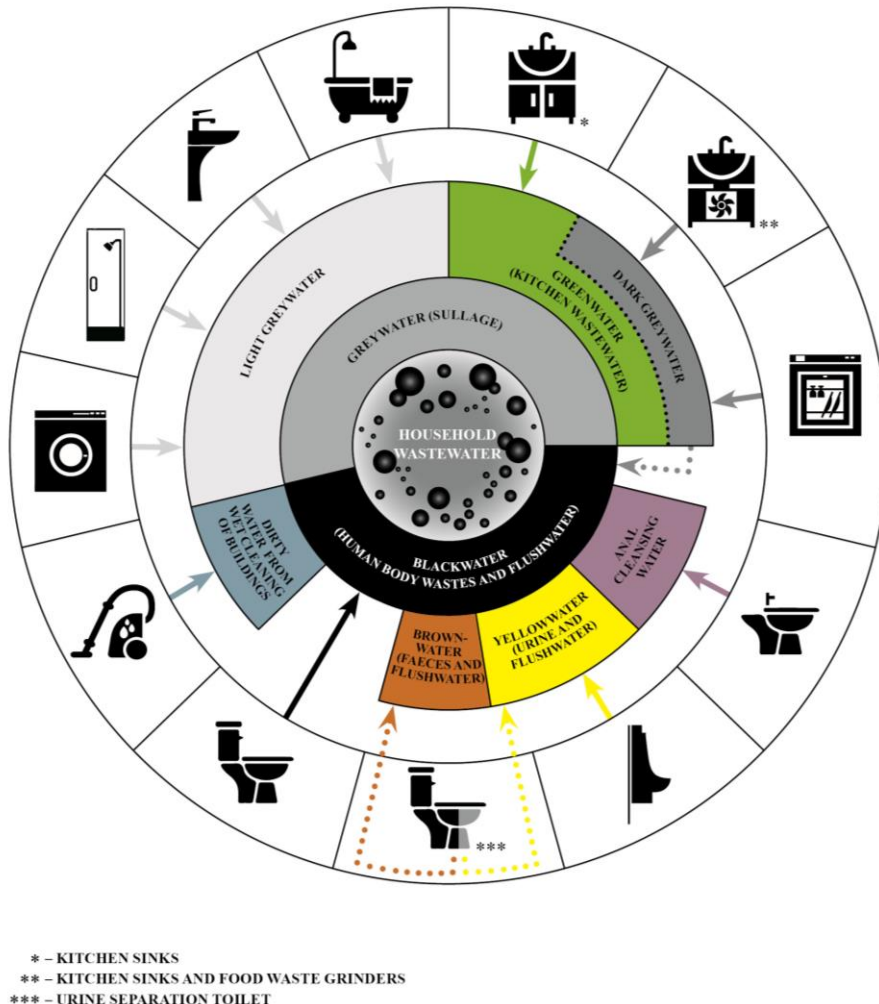 *
**
LIGHT GREYWATER
GREYWATER (SULLAGE)
GREENWATER
(KITCHEN WASTEWATER)
DARK GREYWATER
HOUSEHOLD
WASTEWATER
DIRTY
WATER FROM
WET CLEANING
OF BUILDINGS
BLACKWATER
(HUMAN BODY WASTES AND FLUSHWATER)
ANAL
CLEANSING
WATER
BROWN-
WATER
(FAECES AND
FLUSHWATER)
YELLOWWATER
(URINE AND
FLUSHWATER)
***
* – KITCHEN SINKS
** – KITCHEN SINKS AND FOOD WASTE GRINDERS
*** – URINE SEPARATION TOILET